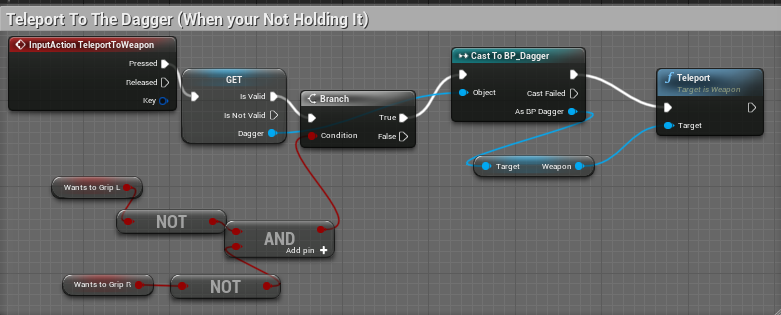 Teleport To The Dagger (When your Not Holding It)
InputAction TeleportToWeapon
Pressed
Released
Key
GET
Is Valid
Is Not Valid
Dagger
Branch
True
Condition
False
Cast To BP_Dagger
Cast Failed
Object
As BP Dagger
Teleport
Target is Weapon
Target
Target Weapon
Wants to Grip L
NOT
AND
Add pin
Wants to Grip R
NOT